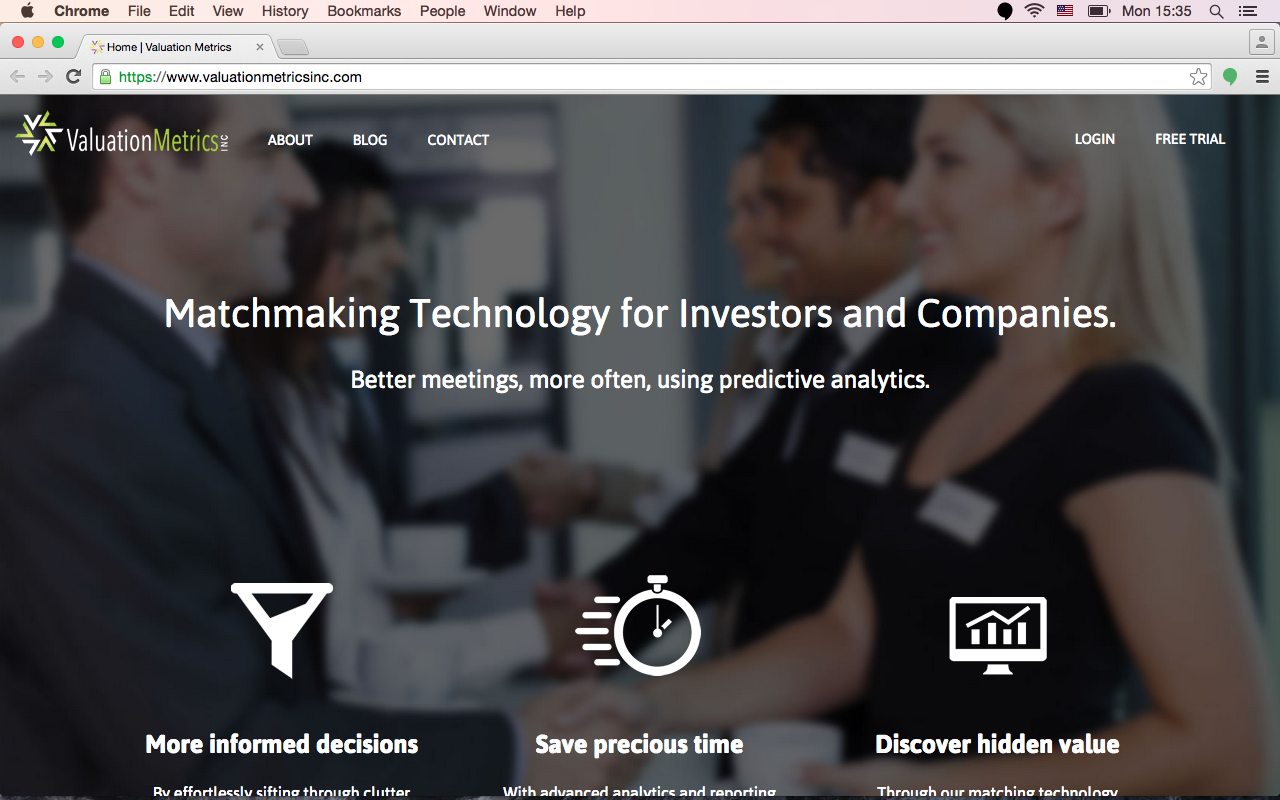 Chrome File Edit View History Bookmarks People Window Help Mon 15:35
Home | Valuation Metrics
https://www.valuationmetricsinc.com
ValuationMetrics INC ABOUT BLOG CONTACT LOGIN FREE TRIAL
Matchmaking Technology for Investors and Companies.
Better meetings, more often, using predictive analytics.
More informed decisions Save precious time Discover hidden value
By effortlessly sifting through clutter With advanced analytics and reporting Through our matching technology